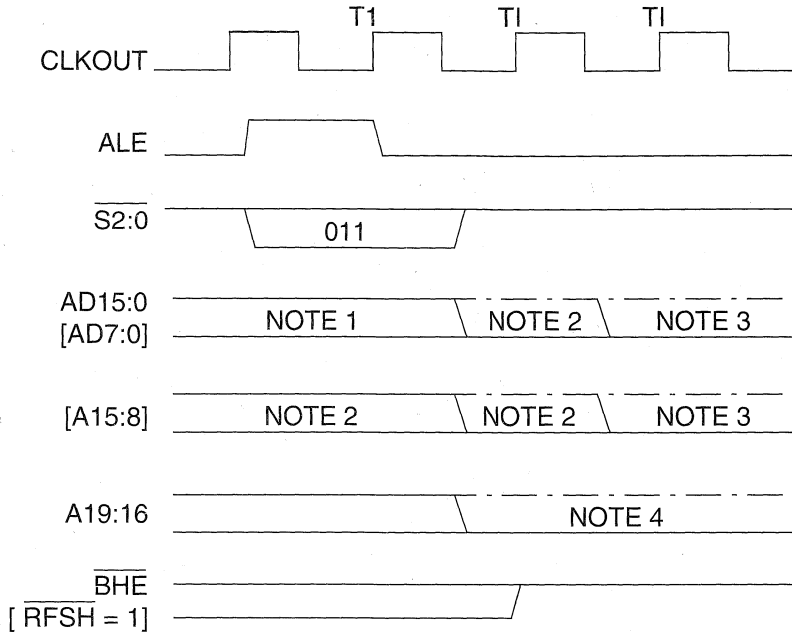 T1 TI TI
CLKOUT
ALE
S2:0
011
AD15:0
[AD7:0]
NOTE 1 NOTE 2 NOTE 3
[A15:8]
NOTE 2 NOTE 2 NOTE 3
A19:16
NOTE 4
BHE
[ RFSH = 1]